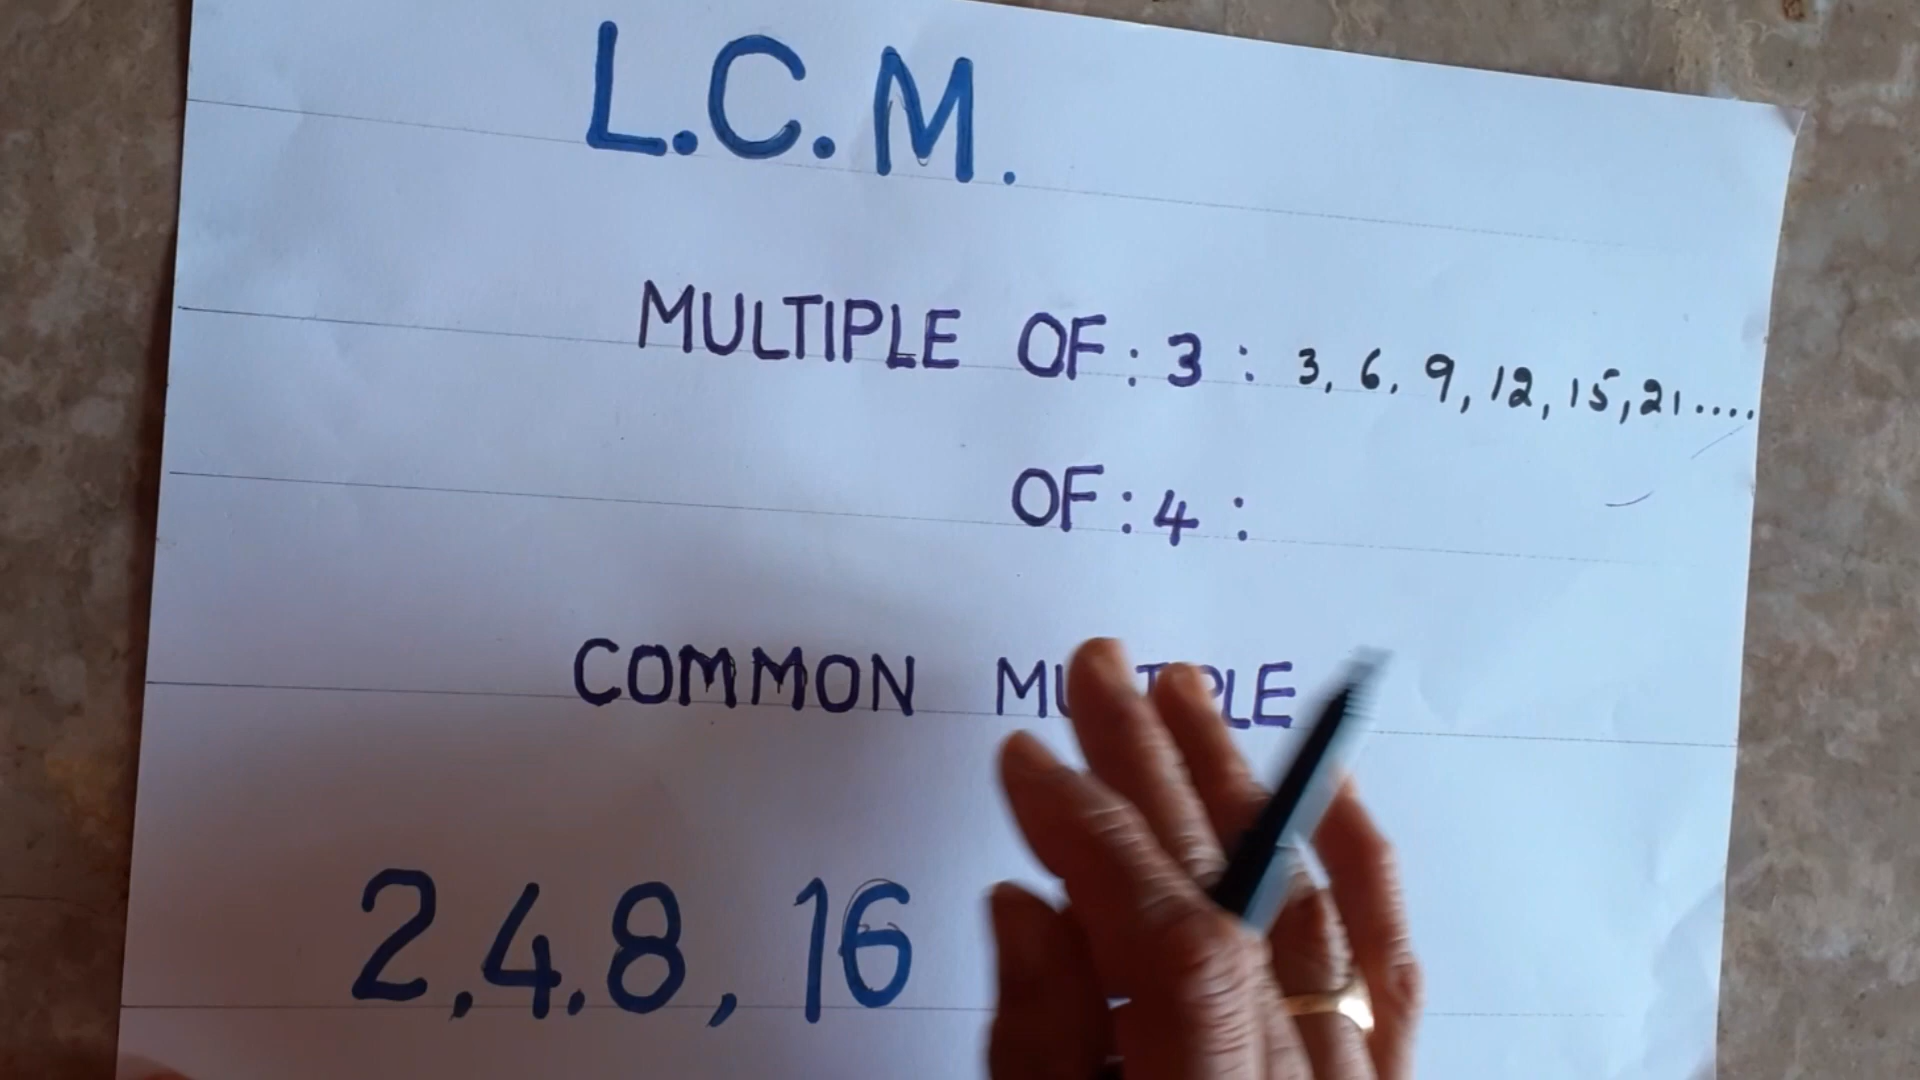 L.C.M.
MULTIPLE OF: 3 : 3, 6, 9, 12, 15, 21....
OF: 4 :
COMMON
2,4,8, 16